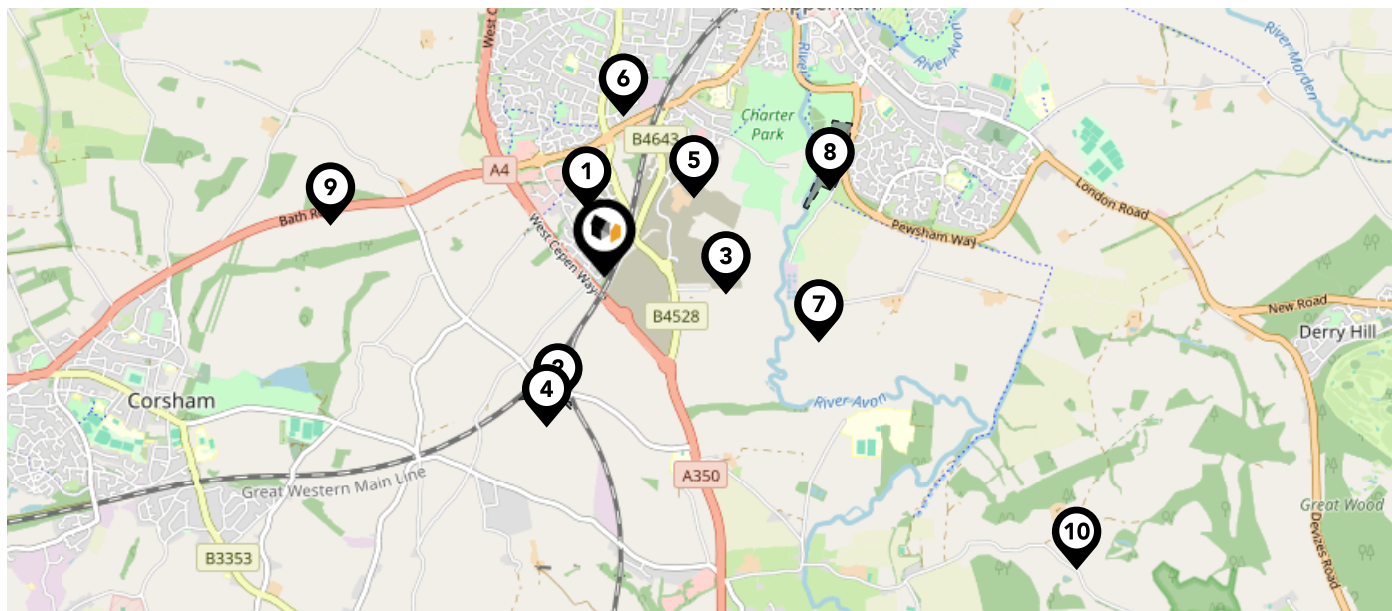 West C
Chippenham
River Avon
River
River Marden
6
Charter
Park
B4643
5
8
1
A4
9
Bath R
West Cepen Way
London Road
Pewsham Way
3
New Road
Derry Hill
7
B4528
4
Corsham
River Avon
A350
Great Western Main Line
Great Wood
10
B3353
Devizes Road